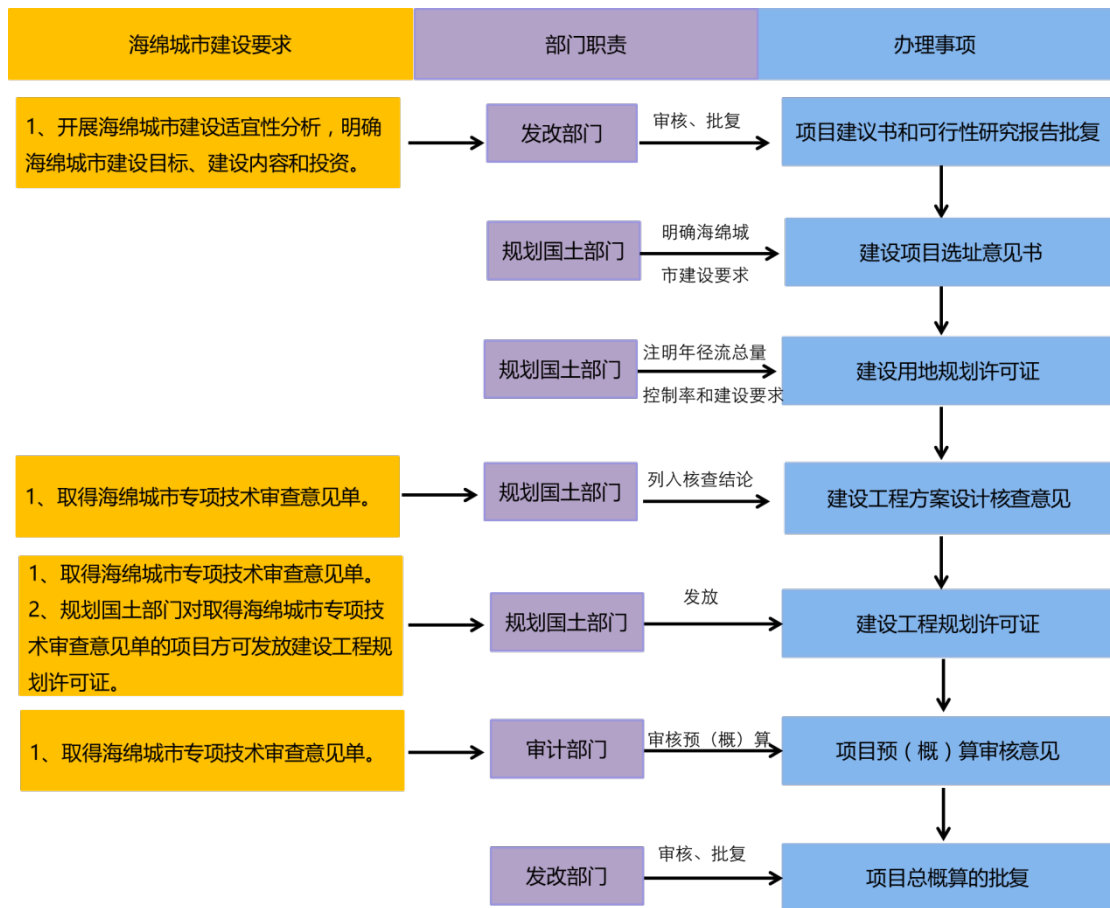 海绵城市建设要求
部门职责
办理事项
1、开展海绵城市建设适宜性分析，明确
海绵城市建设目标、建设内容和投资。
发改部门
审核、批复
项目建议书和可行性研究报告批复
规划国土部门
明确海绵城
市建设要求
建设项目选址意见书
规划国土部门
注明年径流总量
控制率和建设要求
建设用地规划许可证
1、取得海绵城市专项技术审查意见单。
规划国土部门
列入核查结论
建设工程方案设计核查意见
1、取得海绵城市专项技术审查意见单。
2、规划国土部门对取得海绵城市专项技
术审查意见单的项目方可发放建设工程规
划许可证。
规划国土部门
发放
建设工程规划许可证
1、取得海绵城市专项技术审查意见单。
审计部门
审核预（概）算
项目预（概）算审核意见
发改部门
审核、批复
项目总概算的批复